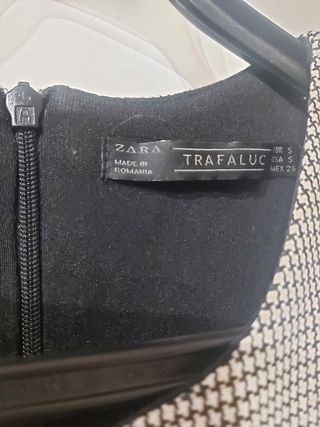 ZARA
MADE IN
ROMANIA
TRAFALUC
EUR S
USA S
MEX 26